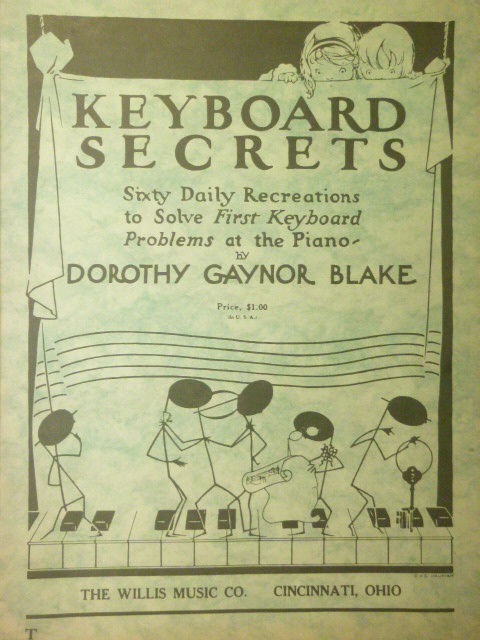 KEYBOARD
SECRETS
Sixty Daily Recreations
to Solve First Keyboard
Problems at the Piano-
by
DOROTHY GAYNOR BLAKE
Price, $1.00
(In U. S. A.)
THE WILLIS MUSIC CO. CINCINNATI, OHIO
T